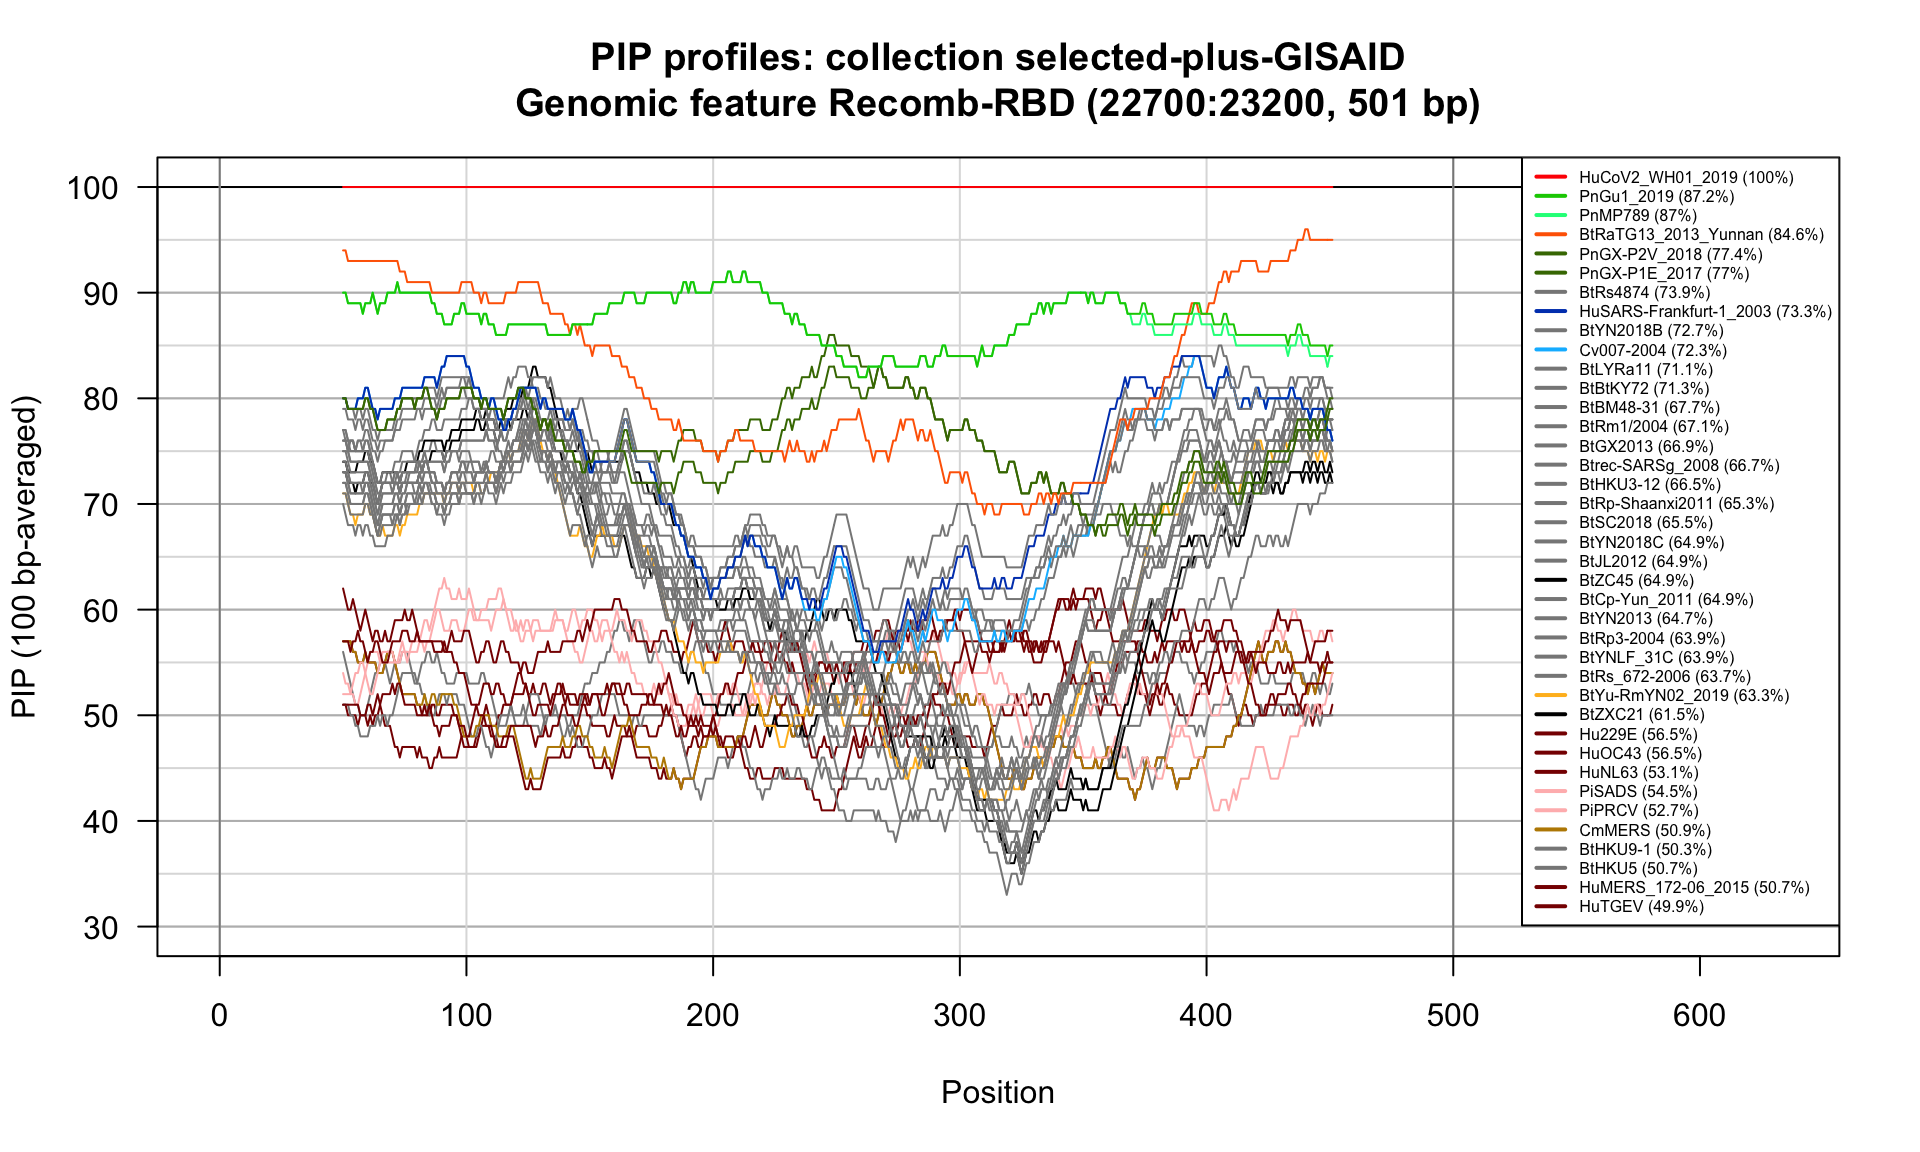 PIP profiles: collection selected-plus-GISAID
Genomic feature Recomb-RBD (22700:23200, 501 bp)
PIP (100 bp-averaged)
100
90
80
70
60
50
40
30
0
100
200
300
400
500
600
Position
HuCoV2_WH01_2019 (100%)
PnGu1_2019 (87.2%)
PnMP789 (87%)
BtRaTG13_2013_Yunnan (84.6%)
PnGX-P2V_2018 (77.4%)
PnGX-P1E_2017 (77%)
BtRs4874 (73.9%)
HuSARS-Frankfurt-1_2003 (73.3%)
BtYN2018B (72.7%)
Cv007-2004 (72.3%)
BtLYRa11 (71.1%)
BtBtKY72 (71.3%)
BtBM48-31 (67.7%)
BtRm1/2004 (67.1%)
BtGX2013 (66.9%)
Btrec-SARSg_2008 (66.7%)
BtHKU3-12 (66.5%)
BtRp-Shaanxi2011 (65.3%)
BtSC2018 (65.5%)
BtYN2018C (64.9%)
BtJL2012 (64.9%)
BtZC45 (64.9%)
BtCp-Yun_2011 (64.9%)
BtYN2013 (64.7%)
BtRp3-2004 (63.9%)
BtYNLF_31C (63.9%)
BtRs_672-2006 (63.7%)
BtYu-RmYN02_2019 (63.3%)
BtZXC21 (61.5%)
Hu229E (56.5%)
HuOC43 (56.5%)
HuNL63 (53.1%)
PiSADS (54.5%)
PiPRCV (52.7%)
CmMERS (50.9%)
BtHKU9-1 (50.3%)
BtHKU5 (50.7%)
HuMERS_172-06_2015 (50.7%)
HuTGEV (49.9%)